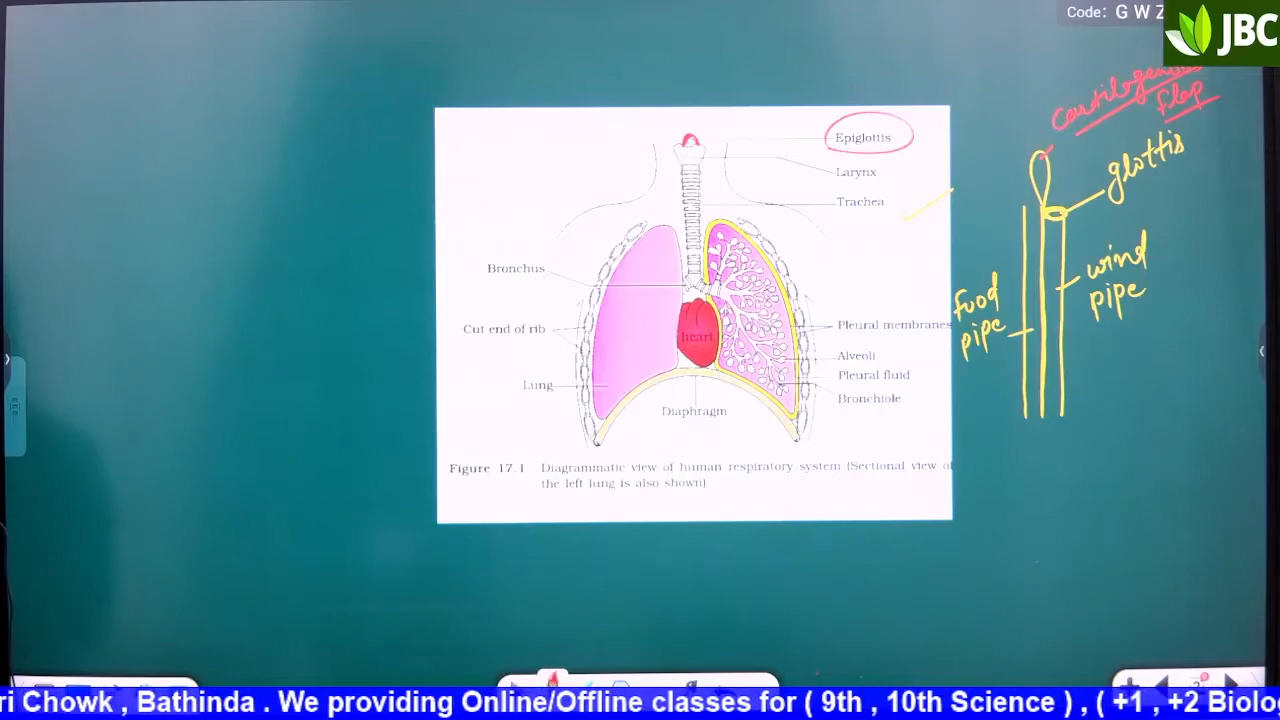 Code: G W Z
JBC
cartilogenous
flap
glottis
wind
pipe
Food
pipe
Epiglottis
Larynx
Trachea
Bronchus
Cut end of rib
heart
Pleural membranes
Alveoli
Lung
Pleural fluid
Bronchiole
Diaphragm
Figure 17.1 Diagrammatic view of human respiratory system (Sectional view of
the left lung is also shown)
ri Chowk , Bathinda . We providing Online/Offline classes for ( 9th , 10th Science ) , ( +1 , +2 Biolo